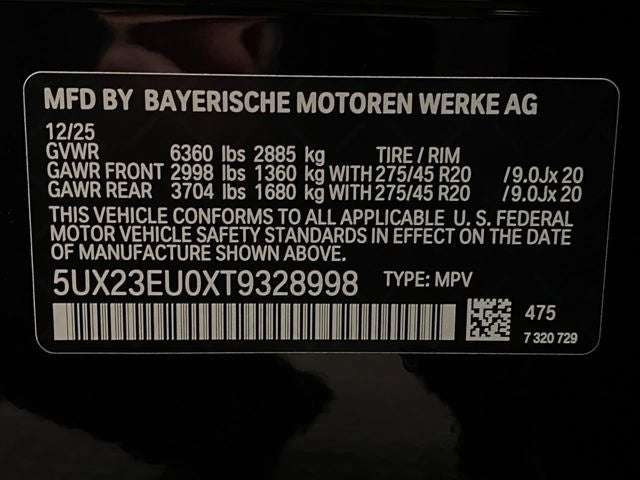 MFD BY BAYERISCHE MOTOREN WERKE AG
12/25
GVWR 6360 lbs 2885 kg TIRE / RIM
GAWR FRONT 2998 lbs 1360 kg WITH 275/45 R20 /9.0Jx 20
GAWR REAR 3704 lbs 1680 kg WITH 275/45 R20 /9.0Jx 20
THIS VEHICLE CONFORMS TO ALL APPLICABLE U. S. FEDERAL
MOTOR VEHICLE SAFETY STANDARDS IN EFFECT ON THE DATE
OF MANUFACTURE SHOWN ABOVE.
5UX23EU0XT9328998 TYPE: MPV
475
7 320 729